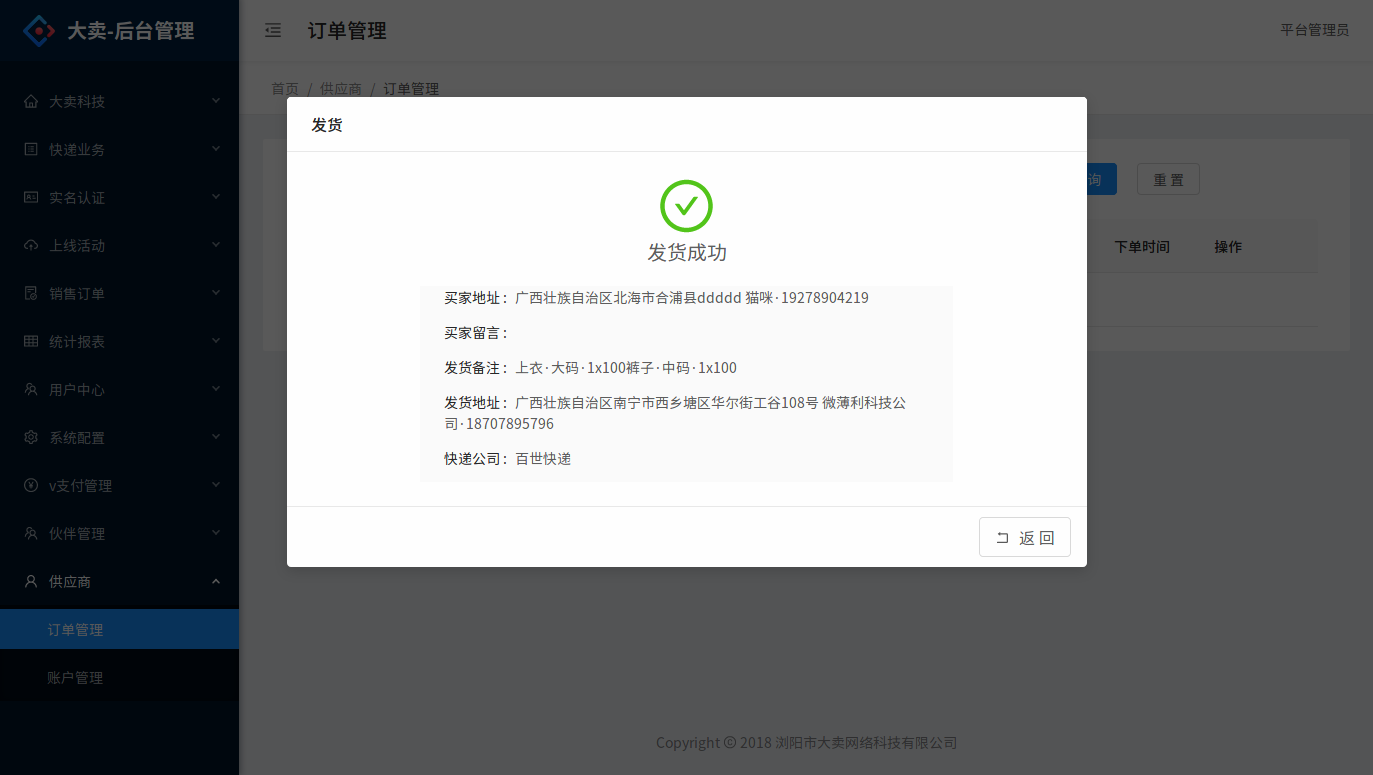 大卖-后台管理
订单管理
平台管理员
首页 / 供应商 / 订单管理
大卖科技
快递业务
实名认证
上线活动
销售订单
统计报表
用户中心
系统配置
v支付管理
伙伴管理
供应商
订单管理
账户管理
询
重 置
下单时间
操作
发货
发货成功
买家地址：广西壮族自治区北海市合浦县ddddd 猫咪·19278904219
买家留言：
发货备注：上衣·大码·1x100裤子·中码·1x100
发货地址：广西壮族自治区南宁市西乡塘区华尔街工谷108号 微薄利科技公
司·18707895796
快递公司：百世快递
返 回
Copyright © 2018 浏阳市大卖网络科技有限公司